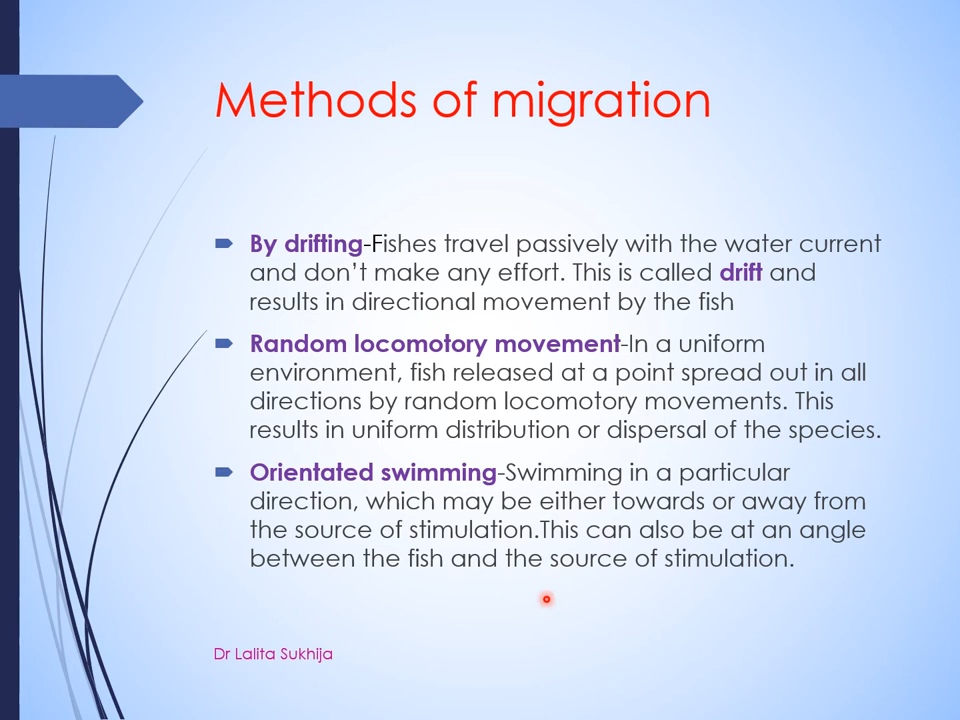 Methods of migration
By drifting-Fishes travel passively with the water current
and don’t make any effort. This is called drift and
results in directional movement by the fish
Random locomotory movement-In a uniform
environment, fish released at a point spread out in all
directions by random locomotory movements. This
results in uniform distribution or dispersal of the species.
Orientated swimming-Swimming in a particular
direction, which may be either towards or away from
the source of stimulation.This can also be at an angle
between the fish and the source of stimulation.
Dr Lalita Sukhija